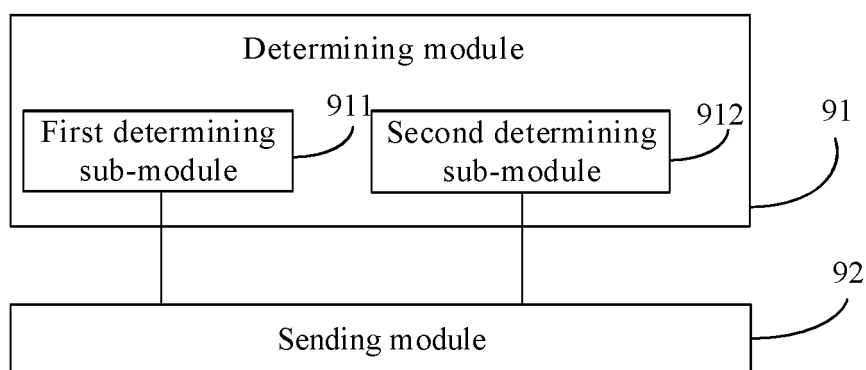 Determining module
911
912
91
First determining
sub-module
Second determining
sub-module
92
Sending module